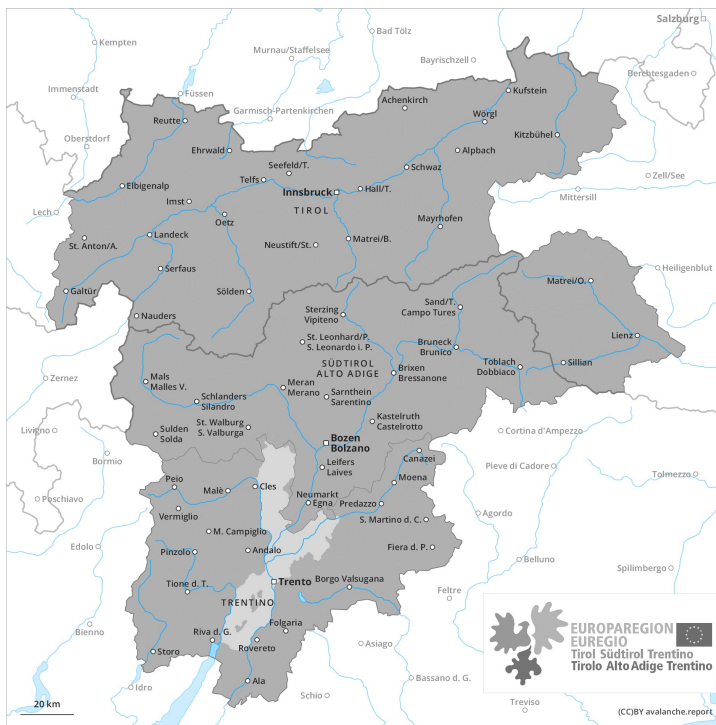 Salzburg
Kempten
Bad Tölz
Murnau/Staffelsee
Bayrischzell
Berchtesgaden
Immenstadt
Füssen
Garmisch-Partenkirchen
Achenkirch
Kufstein
Reutte
Wörgl
Oberstdorf
Ehrwald
Kitzbühel
Alpbach
Seefeld/T.
Schwaz
Telfs
Zell/See
Elbigenalp
Innsbruck
Hall/T.
Mittersill
Imst
TIROL
Lech
Oetz
Mayrhofen
Landeck
St. Anton/A.
Neustift/St.
Matrei/B.
Serfaus
Heiligenblut
Galtür
Sölden
Matrei/O.
Nauders
Sterzing
Vipiteno
Sand/T.
Campo Tures
Lienz
St. Leonhard/P.
S. Leonardo i. P.
Bruneck
Brunico
SÜDTIROL
ALTO ADIGE
Toblach
Dobbiaco
Sillian
Brixen
Bressanone
Zernez
Mals
Malles V.
Meran
Merano
Schlanders
Silandro
Sarnthein
Sarentino
Kastelruth
Castelrotto
Livigno
Sulden
Solda
St. Walburg
S. Valburga
Cortina d'Ampezzo
Bozen
Bolzano
Bormio
Canazei
Leifers
Laives
Pieve di Cadore
Tolmezzo
Peio
Moena
Poschiavo
Malè
Cles
Neumarkt
Egna
Predazzo
Vermiglio
Agordo
S. Martino d. C.
M. Campiglio
Edolo
Pinzolo
Andalo
Fiera d. P.
Belluno
Spilimbergo
Trento
Borgo Valsugana
Tione d. T.
Feltre
TRENTINO
Folgaria
Bienno
Riva d. G.
Rovereto
Asiago
Storo
Bassano d. G.
Ala
Idro
Schio
Treviso
EUROPAREGION
EUREGIO
Tirol Südtirol Trentino
Tirolo Alto Adige Trentino
20 km
(CC)BY avalanche.report